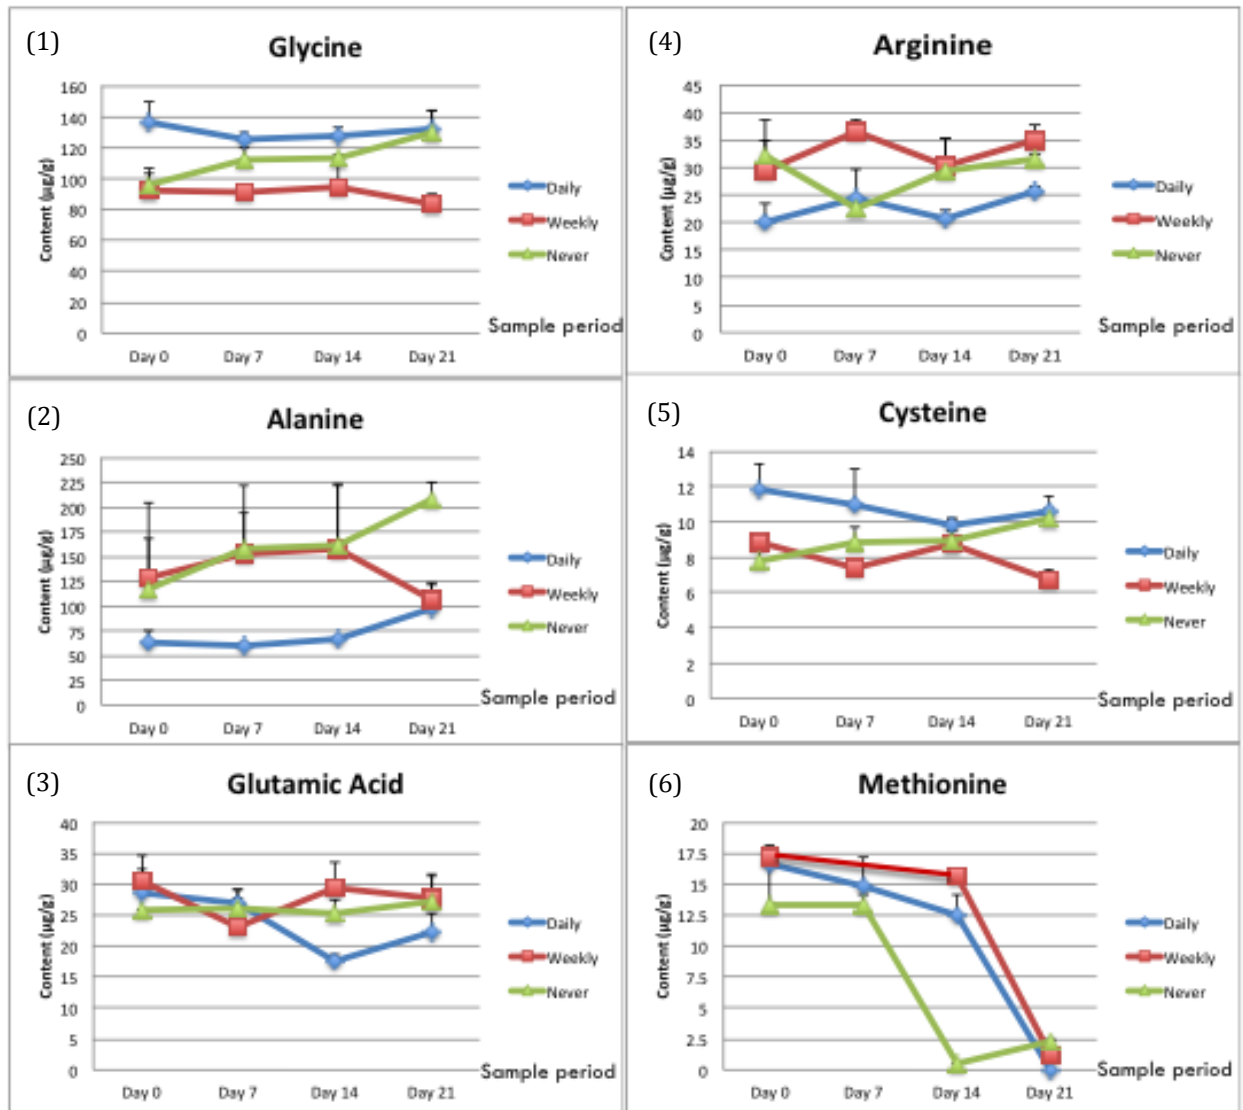 (1)
Glycine
160
140
120
100
80
60
40
20
0
Content (µg/g)
Day 0 Day 7 Day 14 Day 21
Sample period
Daily
Weekly
Never
(2)
Alanine
250
225
200
175
150
125
100
75
50
25
0
Content (µg/g)
Day 0 Day 7 Day 14 Day 21
Sample period
Daily
Weekly
Never
(3)
Glutamic Acid
40
35
30
25
20
15
10
5
0
Content (µg/g)
Day 0 Day 7 Day 14 Day 21
Sample period
Daily
Weekly
Never
(4)
Arginine
45
40
35
30
25
20
15
10
5
0
Content (µg/g)
Day 0 Day 7 Day 14 Day 21
Sample period
Daily
Weekly
Never
(5)
Cysteine
14
12
10
8
6
4
2
0
Content (µg/g)
Day 0 Day 7 Day 14 Day 21
Sample period
Daily
Weekly
Never
(6)
Methionine
20
17.5
15
12.5
10
7.5
5
2.5
0
Content (µg/g)
Day 0 Day 7 Day 14 Day 21
Sample period
Daily
Weekly
Never